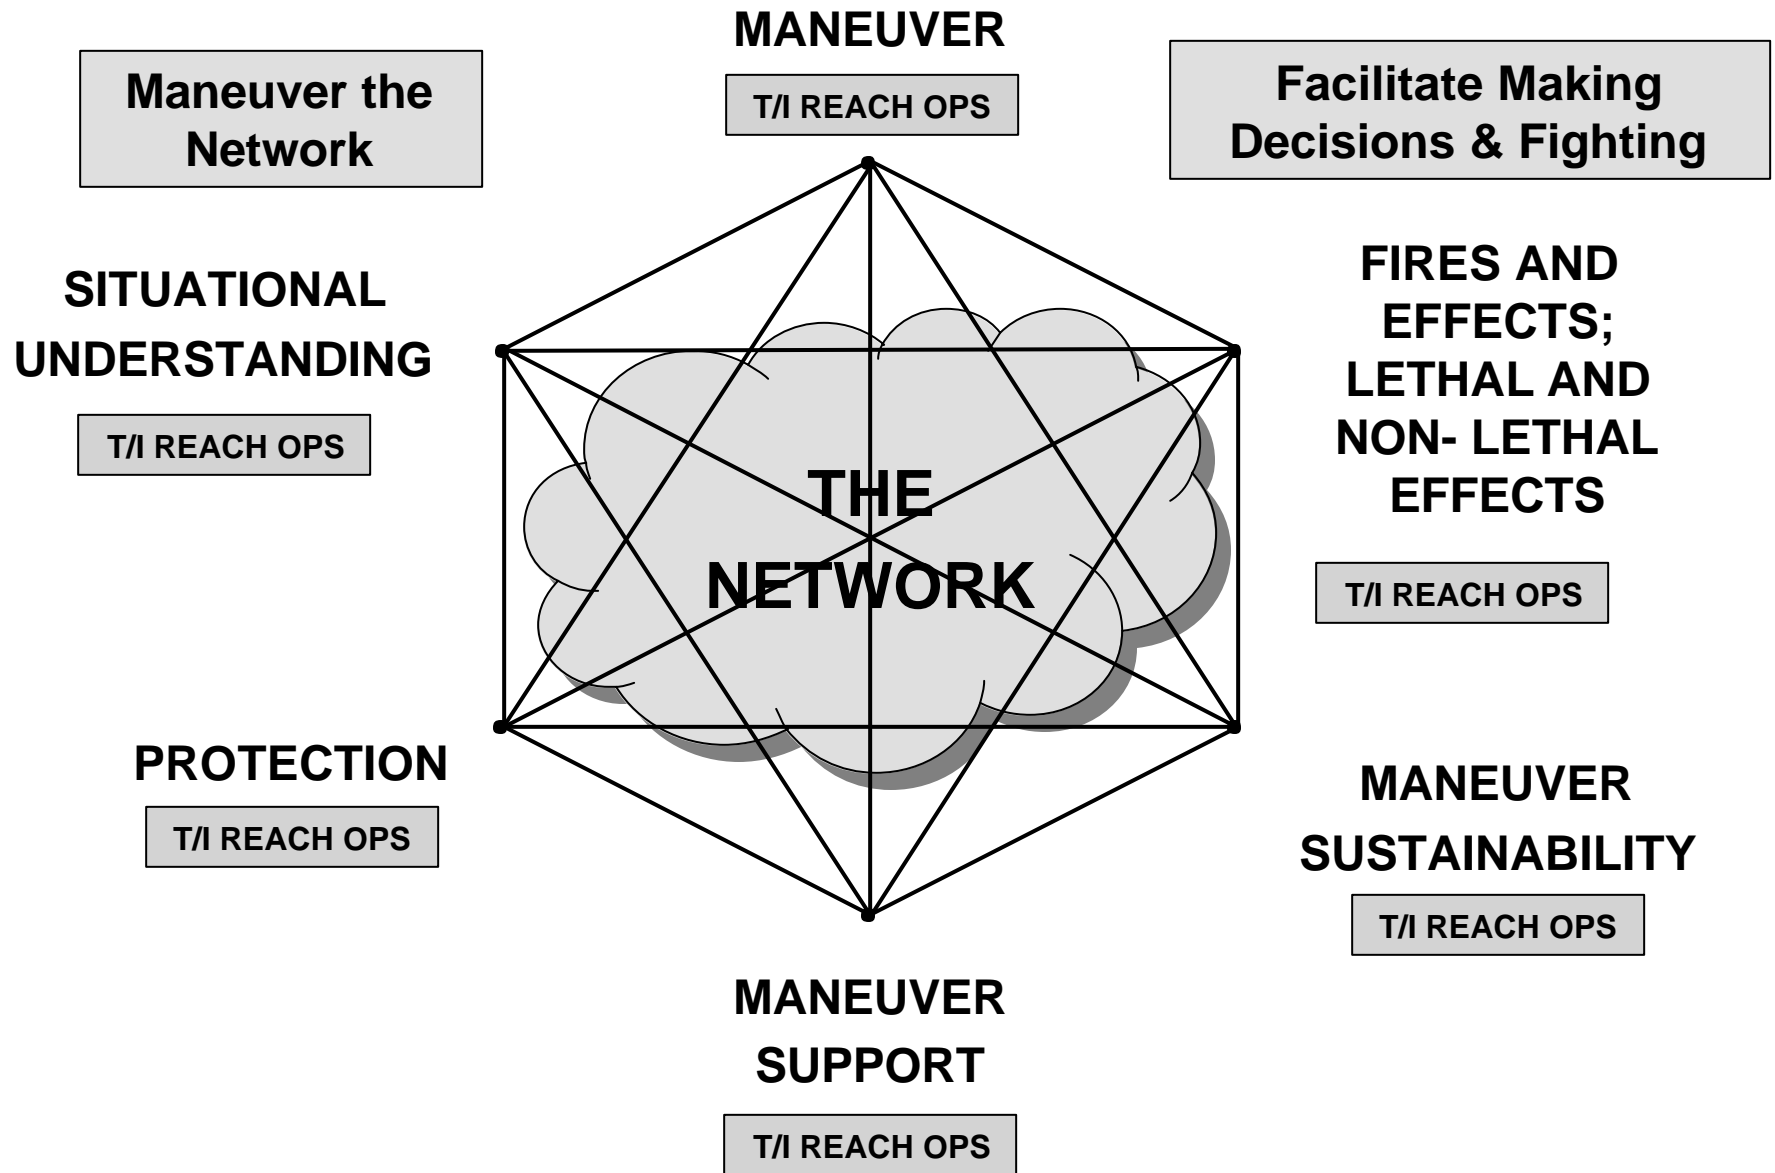 MANEUVER
T/I REACH OPS
Maneuver the
Network
Facilitate Making
Decisions & Fighting
SITUATIONAL
UNDERSTANDING
T/I REACH OPS
FIRES AND
EFFECTS;
LETHAL AND
NON- LETHAL
EFFECTS
T/I REACH OPS
THE
NETWORK
PROTECTION
T/I REACH OPS
MANEUVER
SUSTAINABILITY
T/I REACH OPS
MANEUVER
SUPPORT
T/I REACH OPS